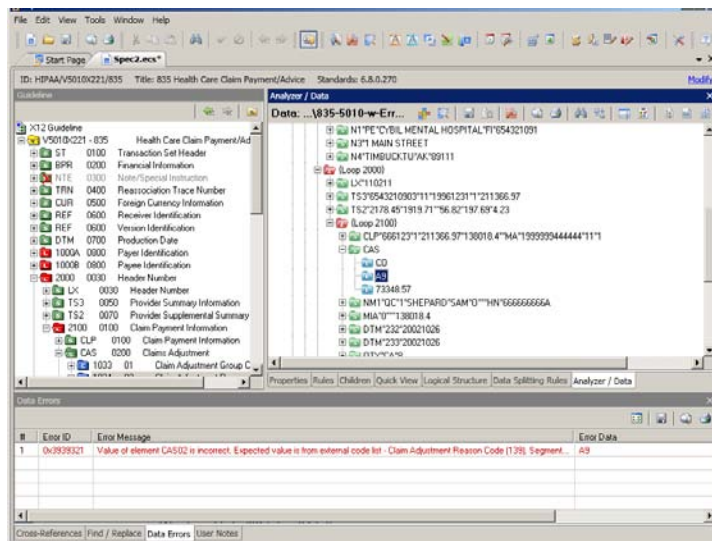 File Edit View Tools Window Help
Start Page Spec2.ecs*
ID: HIPAA/V5010X221/835 Title: 835 Health Care Claim Payment/Advice Standards: 6.8.0.270 Modify
Guideline
X12 Guideline
V5010X221 - 835 Health Care Claim Payment/Ad
ST 0100 Transaction Set Header
BPR 0200 Financial Information
NTE 0300 Note/Special Instruction
TRN 0400 Reassociation Trace Number
CUR 0500 Foreign Currency Information
REF 0600 Receiver Identification
REF 0600 Version Identification
DTM 0700 Production Date
1000A 0800 Payer Identification
1000B 0800 Payee Identification
2000 0030 Header Number
LX 0030 Header Number
TS3 0050 Provider Summary Information
TS2 0070 Provider Supplemental Summary
2100 0100 Claim Payment Information
CLP 0100 Claim Payment Information
CAS 0200 Claims Adjustment
1033 01 Claim Adjustment Group C
Analyzer / Data
Data: ...\835-5010-w-Err...
N1*PE*CYBIL MENTAL HOSPITAL*FI*654321091
N3*1 MAIN STREET
N4*TIMBUCKTU*AK*89111
(Loop 2000)
LX*110211
TS3*6543210903*11*19961231*1*211366.97
TS2*2178.45*1919.71*56.82*197.69*4.23
(Loop 2100)
CLP*666123*1*211366.97*138018.4**MA*1999999444444*11*1
CAS
CO
A9
73348.57
NM1*QC*1*SHEPARD*SAM*O***HN*666666666A
MIA*0***138018.4
DTM*232*20021026
DTM*233*20021026
QTY*CA*8
Properties Rules Children Quick View Logical Structure Data Splitting Rules Analyzer / Data
Data Errors
# Error ID Error Message Error Data
1 0x3939321 Value of element CAS02 is incorrect. Expected value is from external code list - Claim Adjustment Reason Code (139). Segment... A9
Cross-References Find / Replace Data Errors User Notes